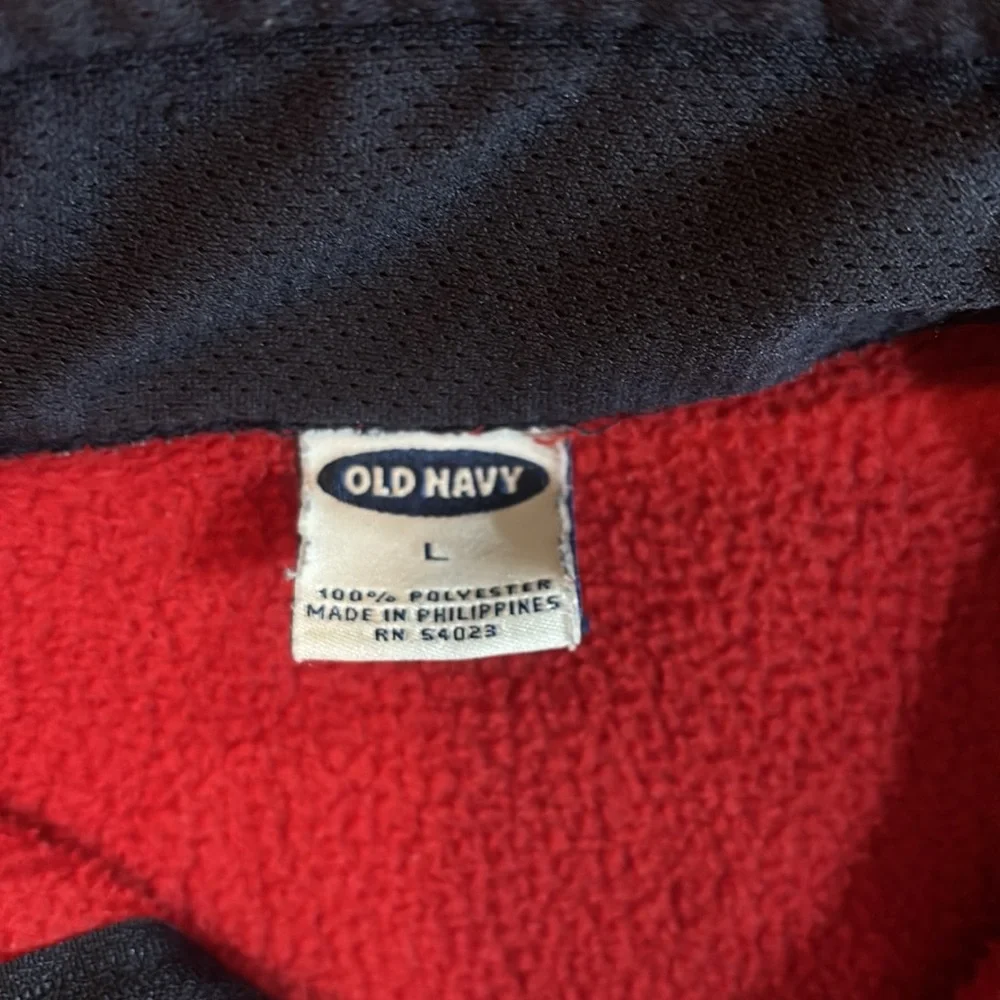 OLD NAVY
L
100% POLYESTER
MADE IN PHILIPPINES
RN 54023